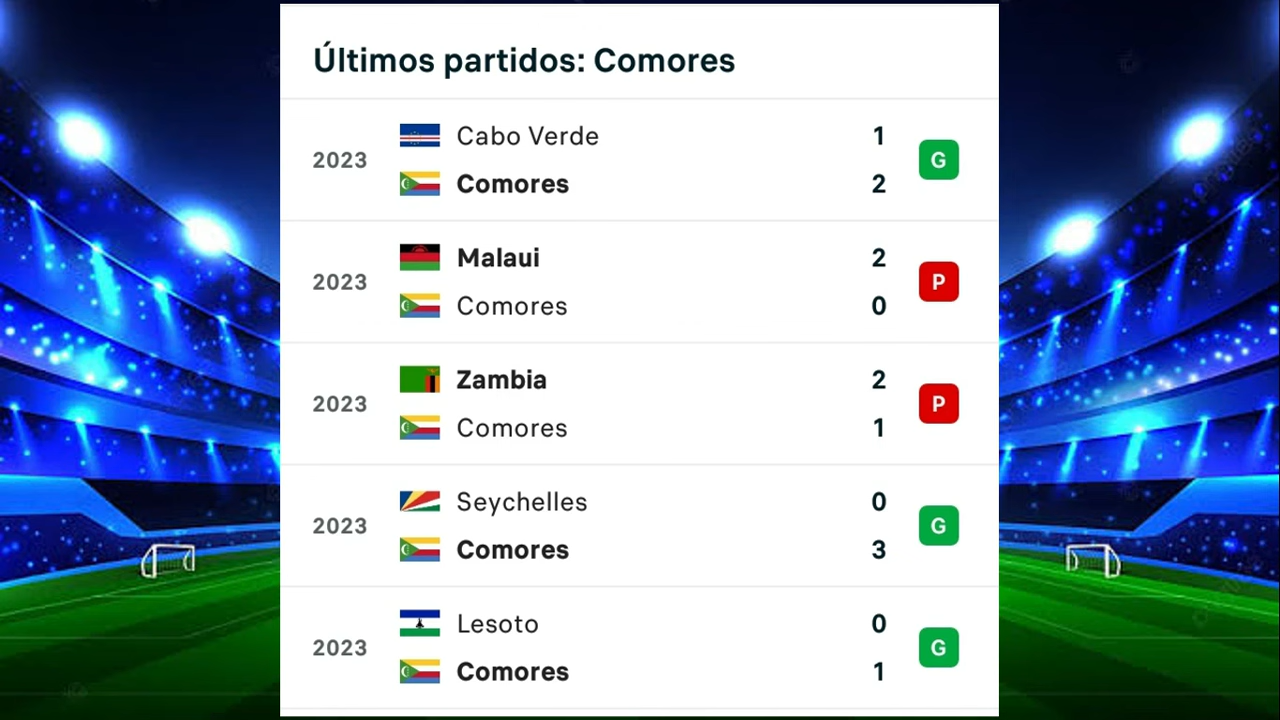 Últimos partidos: Comores
2023
Cabo Verde 1
Comores 2
G
2023
Malaui 2
Comores 0
P
2023
Zambia 2
Comores 1
P
2023
Seychelles 0
Comores 3
G
2023
Lesoto 0
Comores 1
G